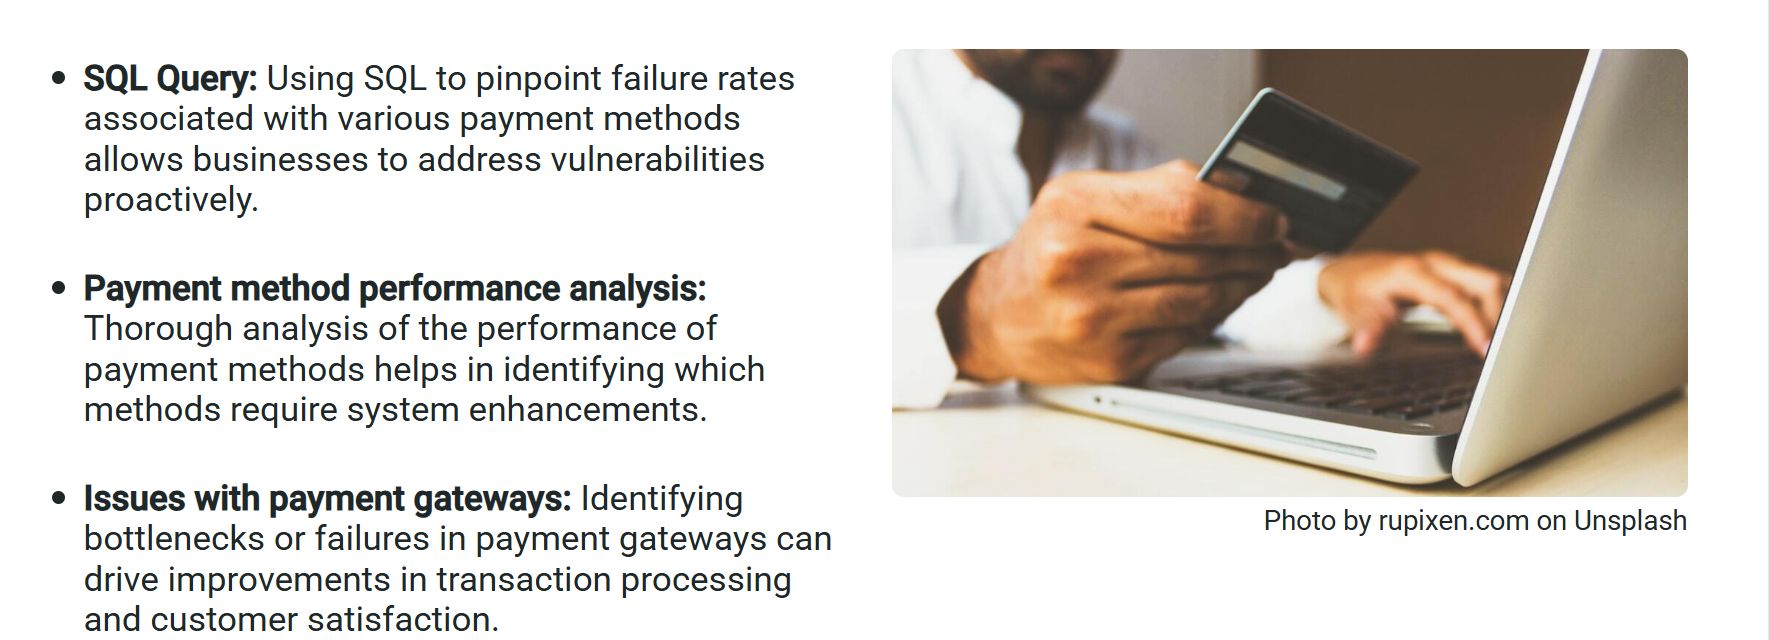 • SQL Query: Using SQL to pinpoint failure rates
associated with various payment methods
allows businesses to address vulnerabilities
proactively.
• Payment method performance analysis:
Thorough analysis of the performance of
payment methods helps in identifying which
methods require system enhancements.
• Issues with payment gateways: Identifying
bottlenecks or failures in payment gateways can
drive improvements in transaction processing
and customer satisfaction.
Photo by rupixen.com on Unsplash